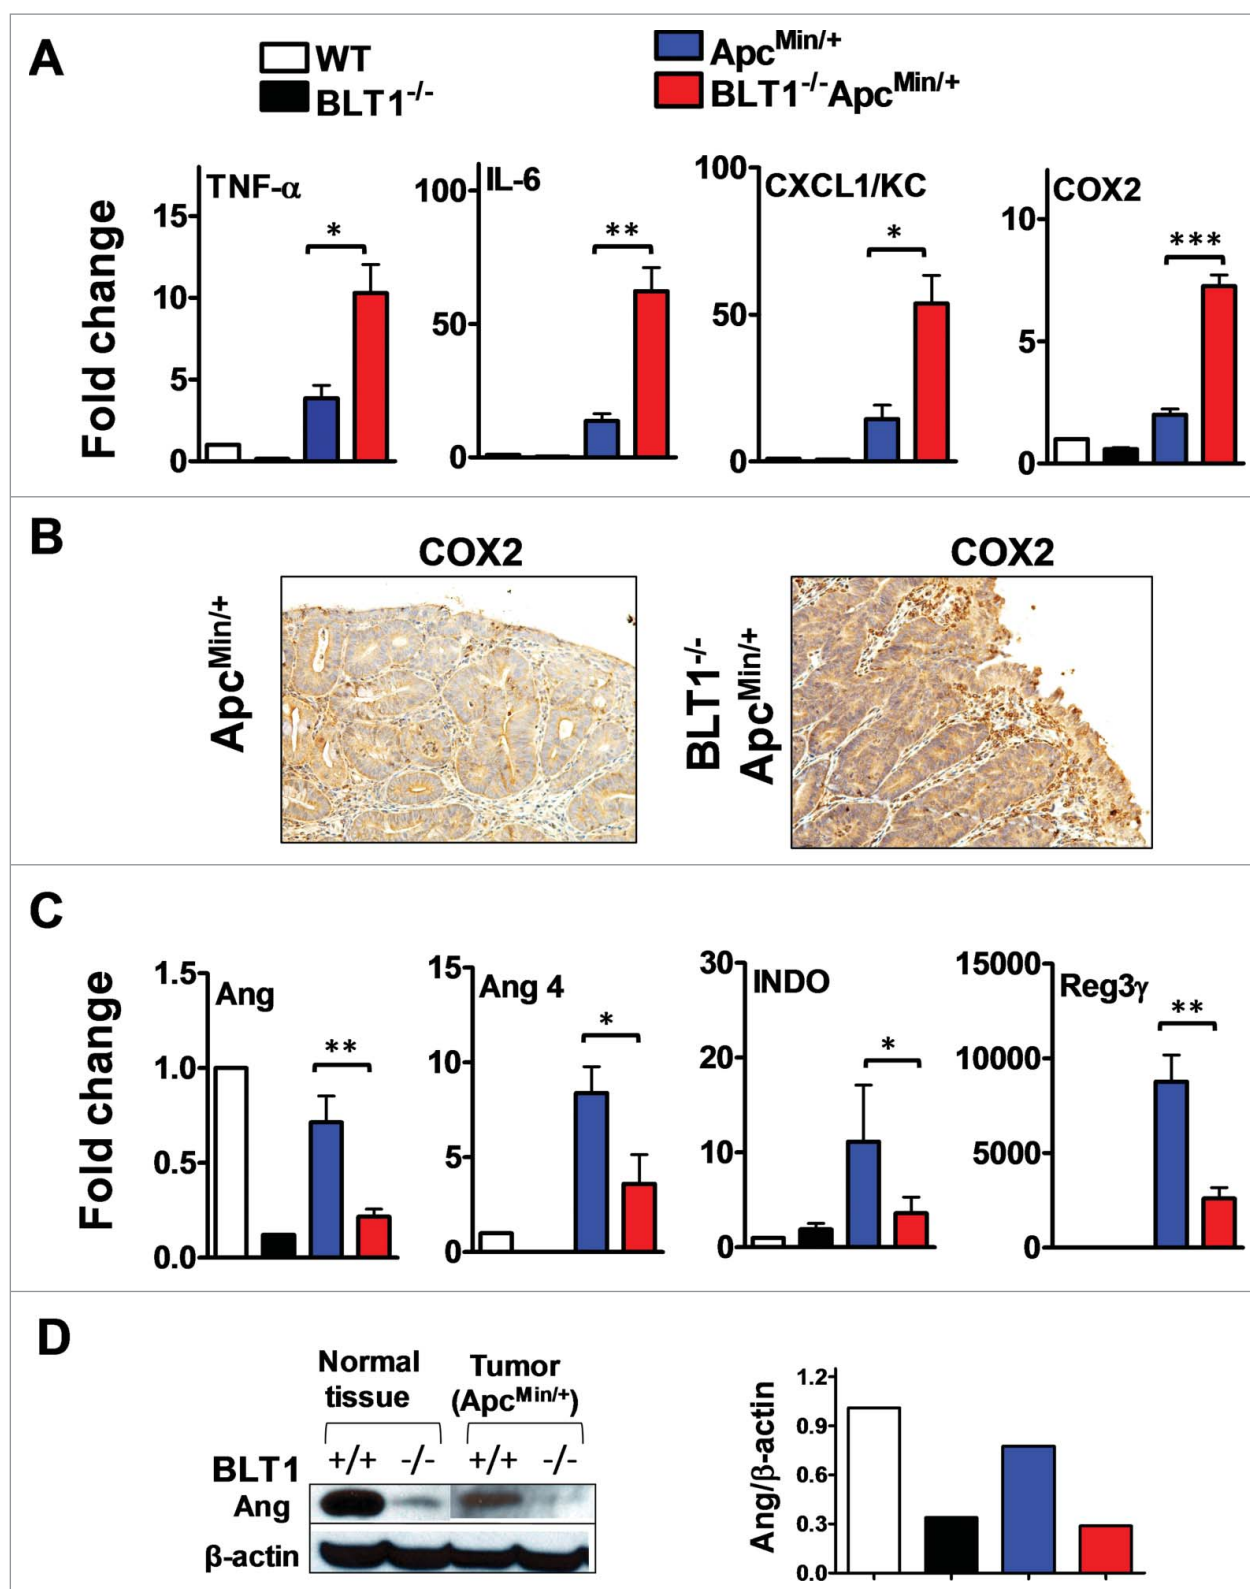 A
WT
BLT1-/-
ApcMin/+
BLT1-/-ApcMin/+
Fold change
TNF-α
15
10
5
0
*
IL-6
100
50
0
**
CXCL1/KC
100
50
0
*
COX2
10
5
0
***
B
COX2
ApcMin/+
COX2
BLT1-/-
ApcMin/+
C
Fold change
Ang
1.5
1.0
0.5
0.0
**
Ang 4
15
10
5
0
*
INDO
30
20
10
0
*
Reg3γ
15000
10000
5000
0
**
D
Normal
tissue
Tumor
(ApcMin/+)
BLT1 +/+ -/- +/+ -/-
Ang
β-actin
Ang/β-actin
1.2
0.9
0.6
0.3
0.0